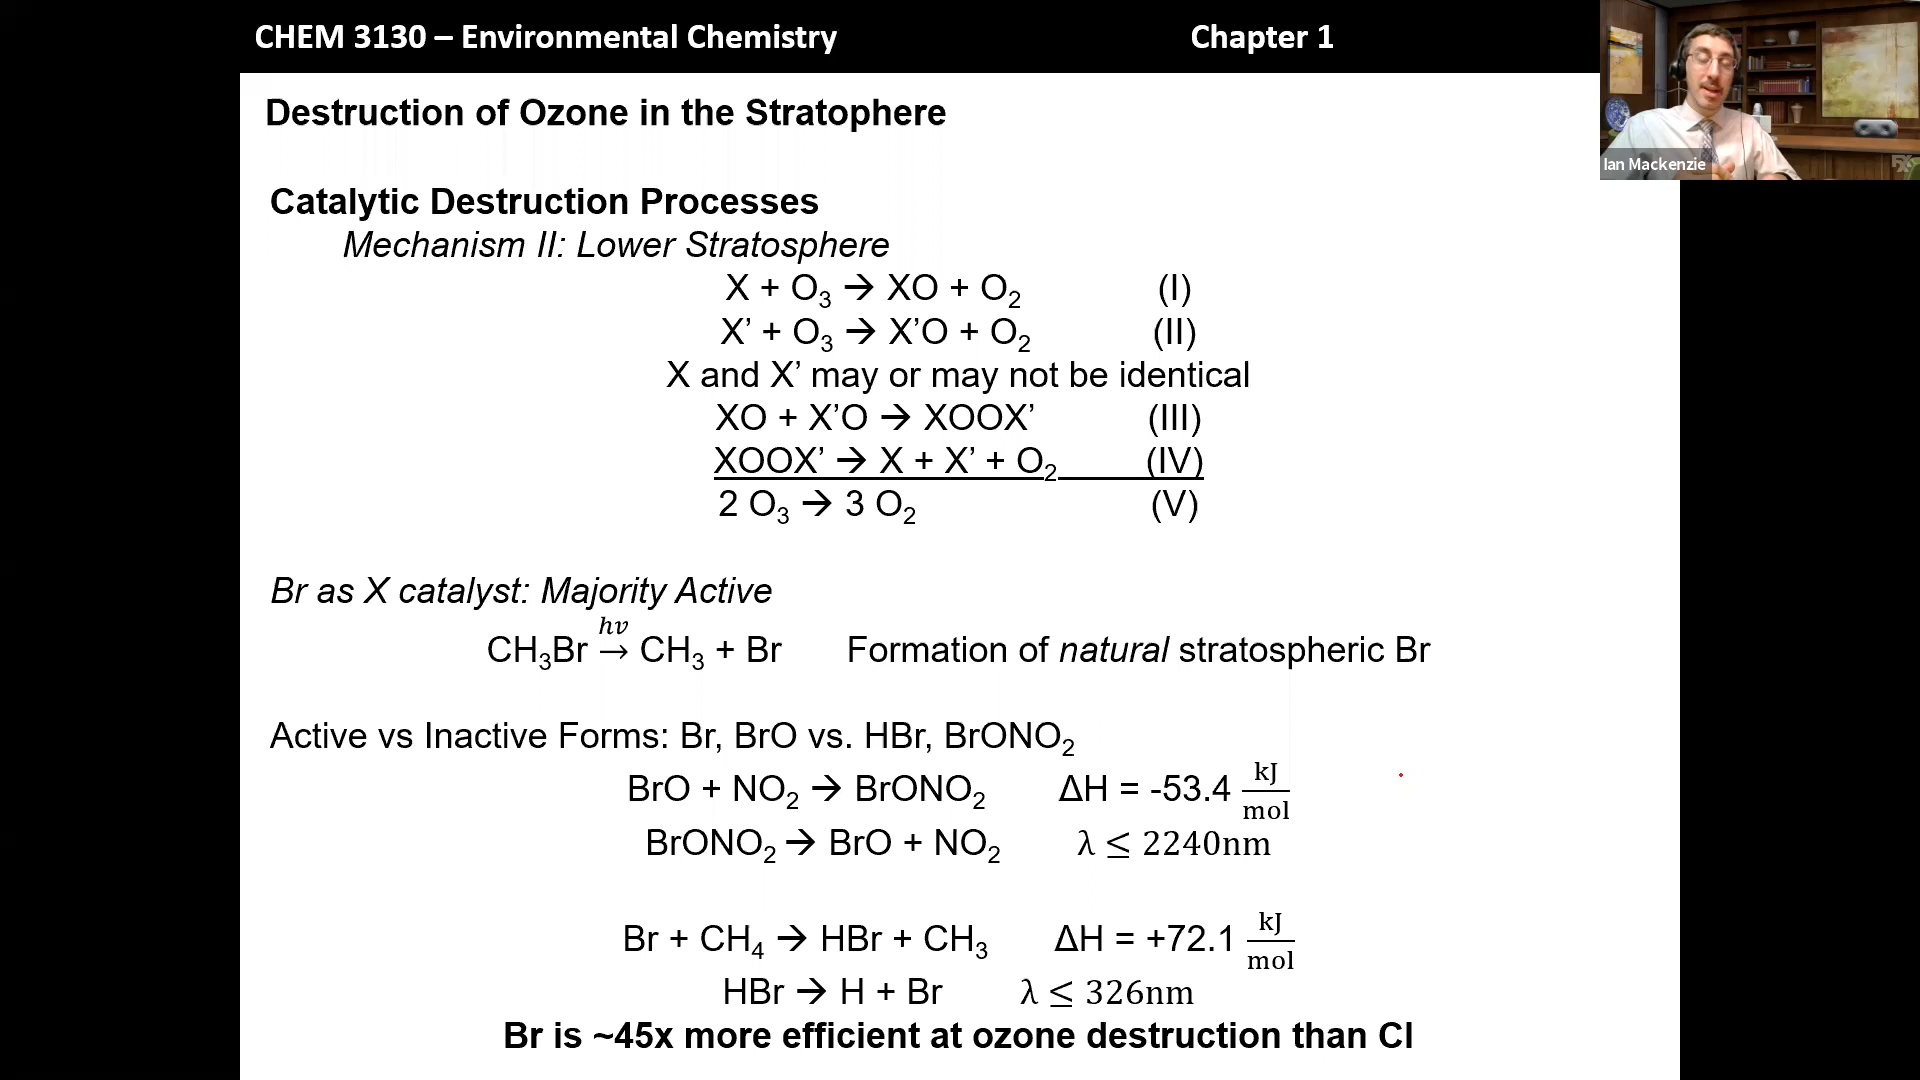 CHEM 3130 – Environmental Chemistry Chapter 1
Ian Mackenzie
Destruction of Ozone in the Stratophere
Catalytic Destruction Processes
Mechanism II: Lower Stratosphere
X + O₃ → XO + O₂ (I)
X’ + O₃ → X’O + O₂ (II)
X and X’ may or may not be identical
XO + X’O → XOOX’ (III)
XOOX’ → X + X’ + O₂ (IV)
2 O₃ → 3 O₂ (V)
Br as X catalyst: Majority Active
CH₃Br →(hν) CH₃ + Br Formation of natural stratospheric Br
Active vs Inactive Forms: Br, BrO vs. HBr, BrONO₂
BrO + NO₂ → BrONO₂ ΔH = -53.4 kJ/mol
BrONO₂ → BrO + NO₂ λ ≤ 2240nm
Br + CH₄ → HBr + CH₃ ΔH = +72.1 kJ/mol
HBr → H + Br λ ≤ 326nm
Br is ~45x more efficient at ozone destruction than Cl